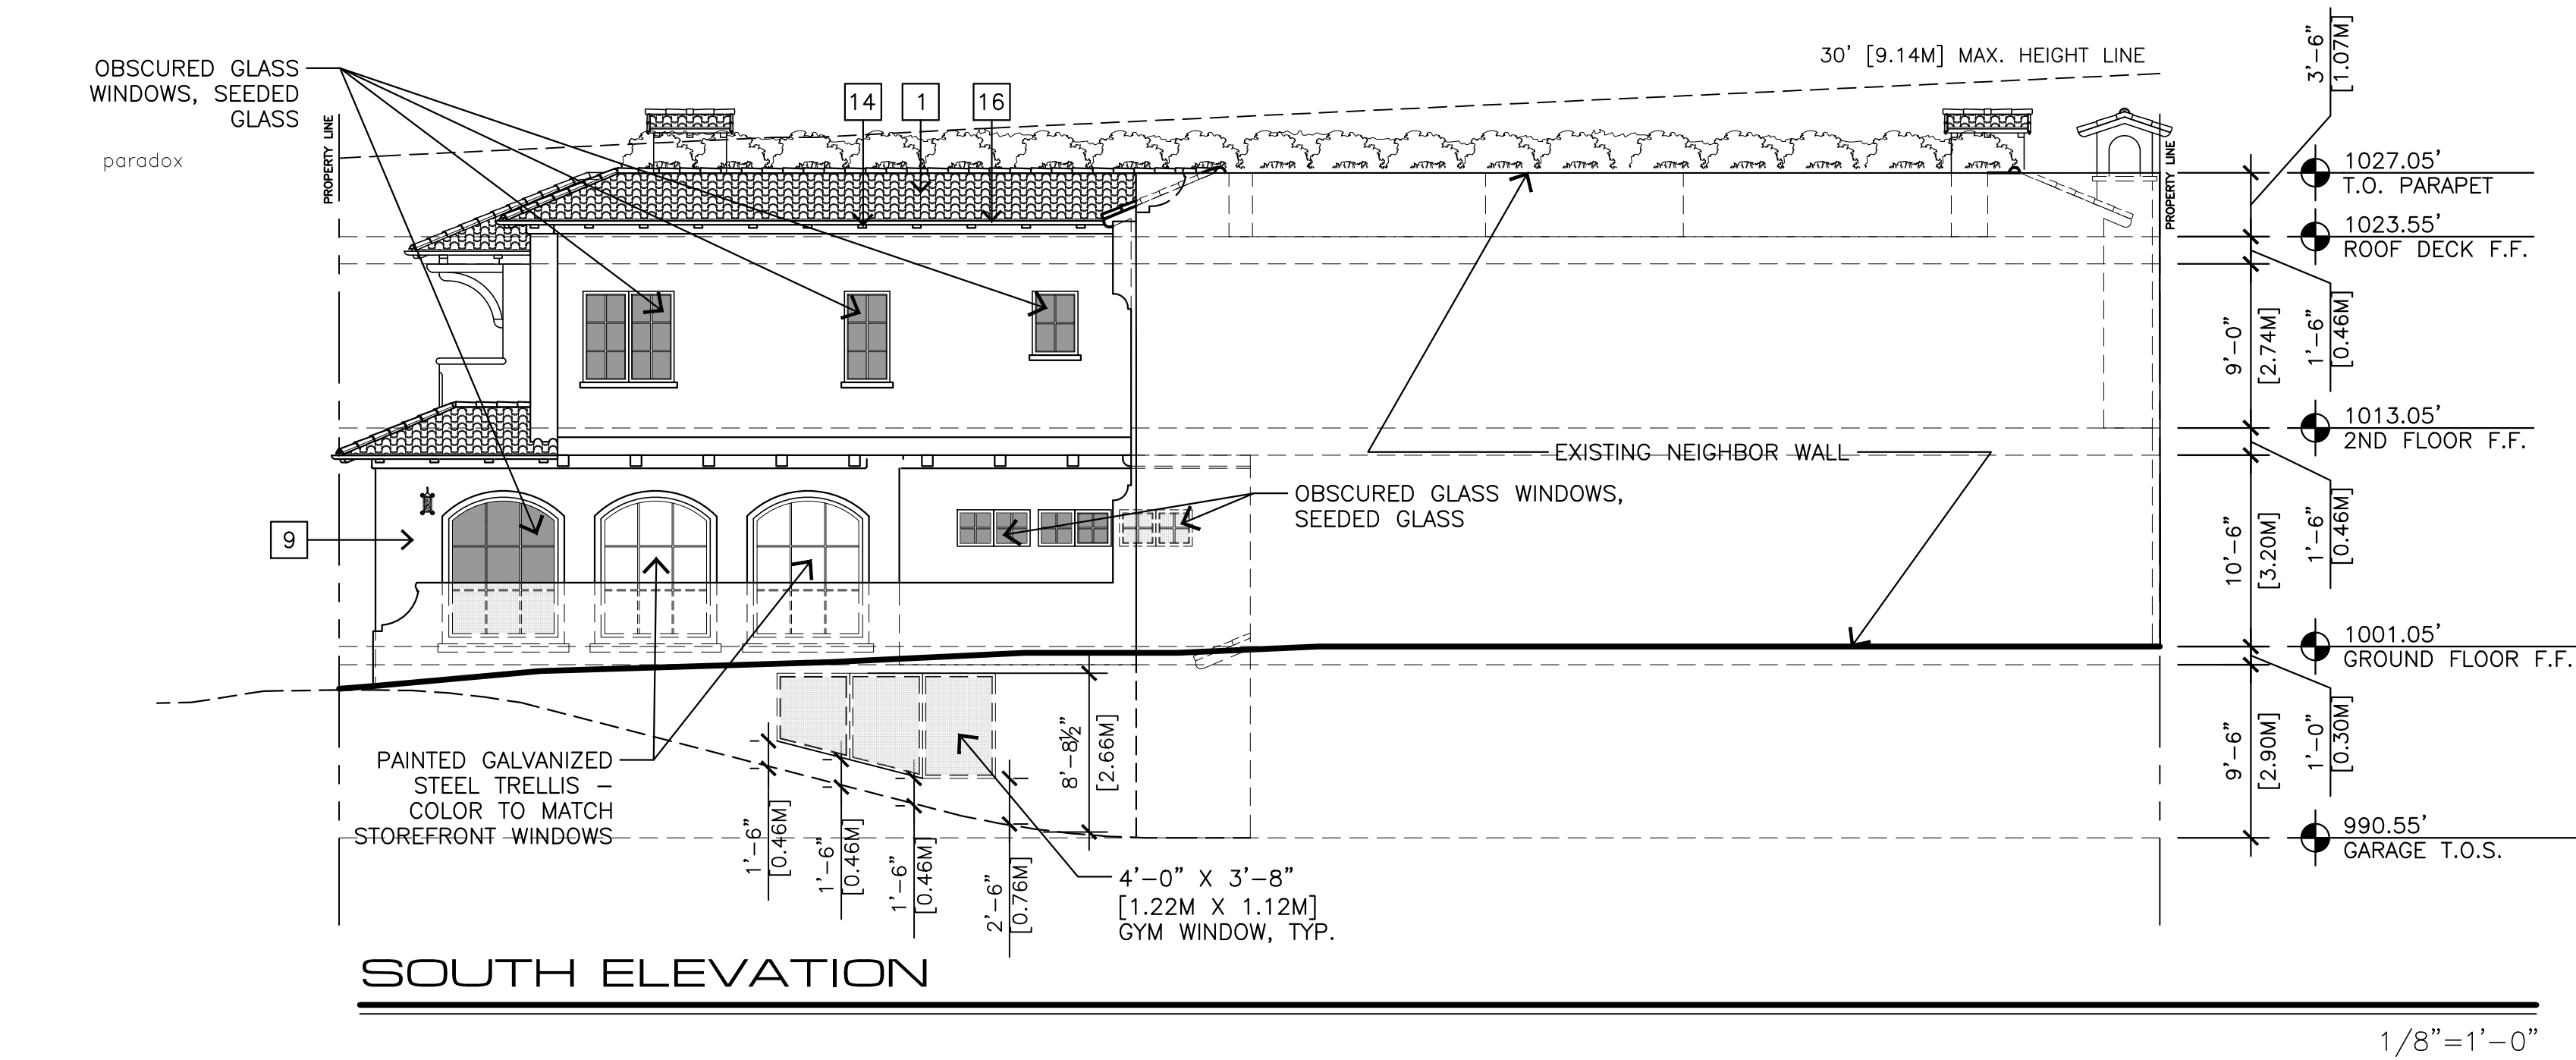 OBSCURED GLASS
WINDOWS, SEEDED
GLASS
paradox
PROPERTY LINE
14
1
16
30' [9.14M] MAX. HEIGHT LINE
PROPERTY LINE
3'-6"
[1.07M]
1027.05'
T.O. PARAPET
1023.55'
ROOF DECK F.F.
9'-0"
[2.74M]
1'-6"
[0.46M]
1013.05'
2ND FLOOR F.F.
EXISTING NEIGHBOR WALL
OBSCURED GLASS WINDOWS,
SEEDED GLASS
9
10'-6"
[3.20M]
1'-6"
[0.46M]
1001.05'
GROUND FLOOR F.F.
9'-6"
[2.90M]
1'-0"
[0.30M]
990.55'
GARAGE T.O.S.
PAINTED GALVANIZED
STEEL TRELLIS –
COLOR TO MATCH
STOREFRONT WINDOWS
1'-6"
[0.46M]
1'-6"
[0.46M]
1'-6"
[0.46M]
2'-6"
[0.76M]
8'-8½"
[2.66M]
4'-0" X 3'-8"
[1.22M X 1.12M]
GYM WINDOW, TYP.
SOUTH ELEVATION
1/8"=1'-0"